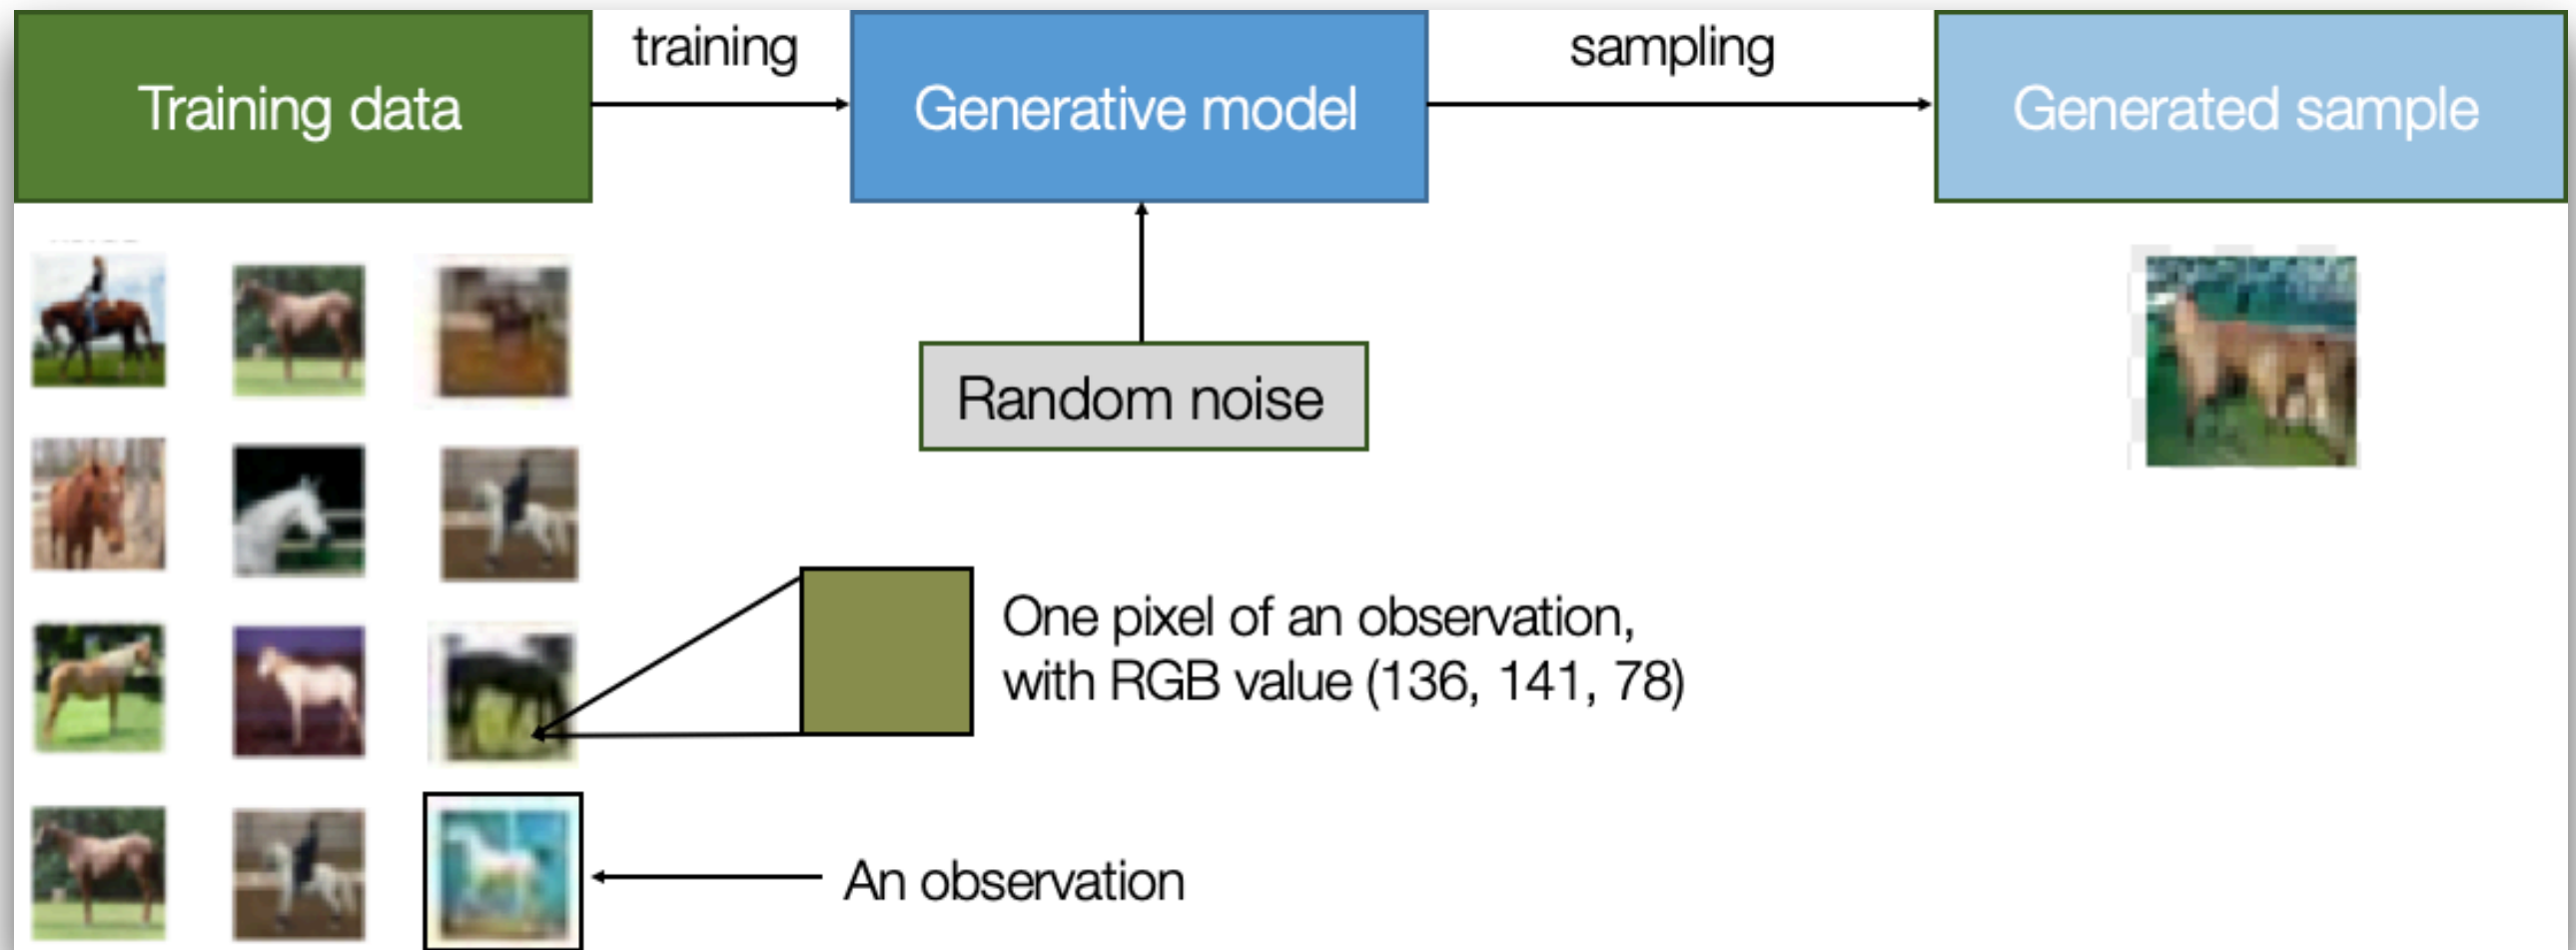 Training data
training
Generative model
sampling
Generated sample
Random noise
One pixel of an observation,
with RGB value (136, 141, 78)
An observation